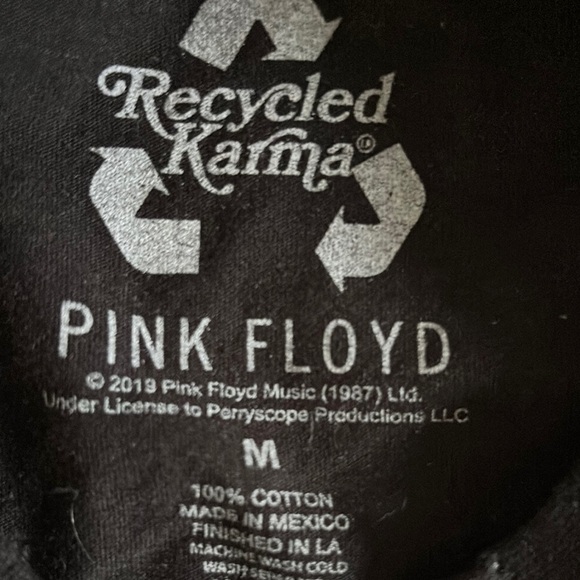 Recycled
Karma®
PINK FLOYD
© 2019 Pink Floyd Music (1987) Ltd.
Under License to Perryscope Productions LLC
M
100% COTTON
MADE IN MEXICO
FINISHED IN LA
MACHINE WASH COLD
WASH